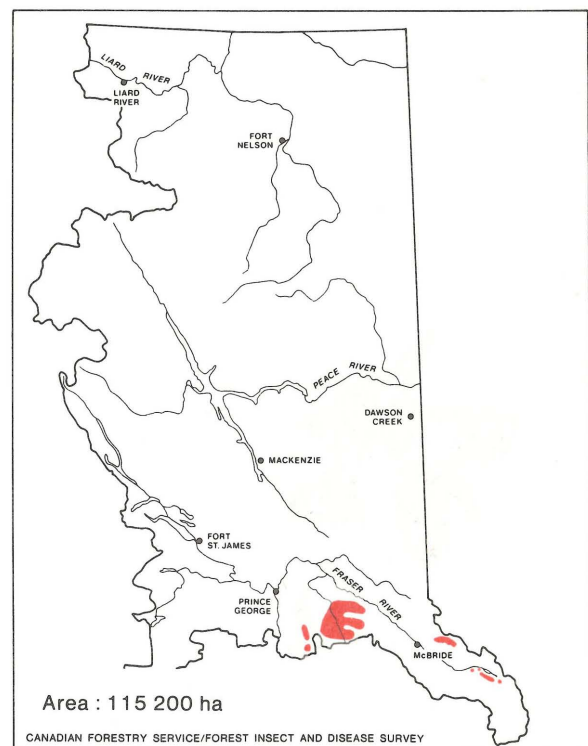 LIARD RIVER
LIARD
RIVER
FORT
NELSON
PEACE RIVER
DAWSON
CREEK
MACKENZIE
FORT
ST. JAMES
FRASER RIVER
PRINCE
GEORGE
McBRIDE
Area : 115 200 ha
CANADIAN FORESTRY SERVICE/FOREST INSECT AND DISEASE SURVEY